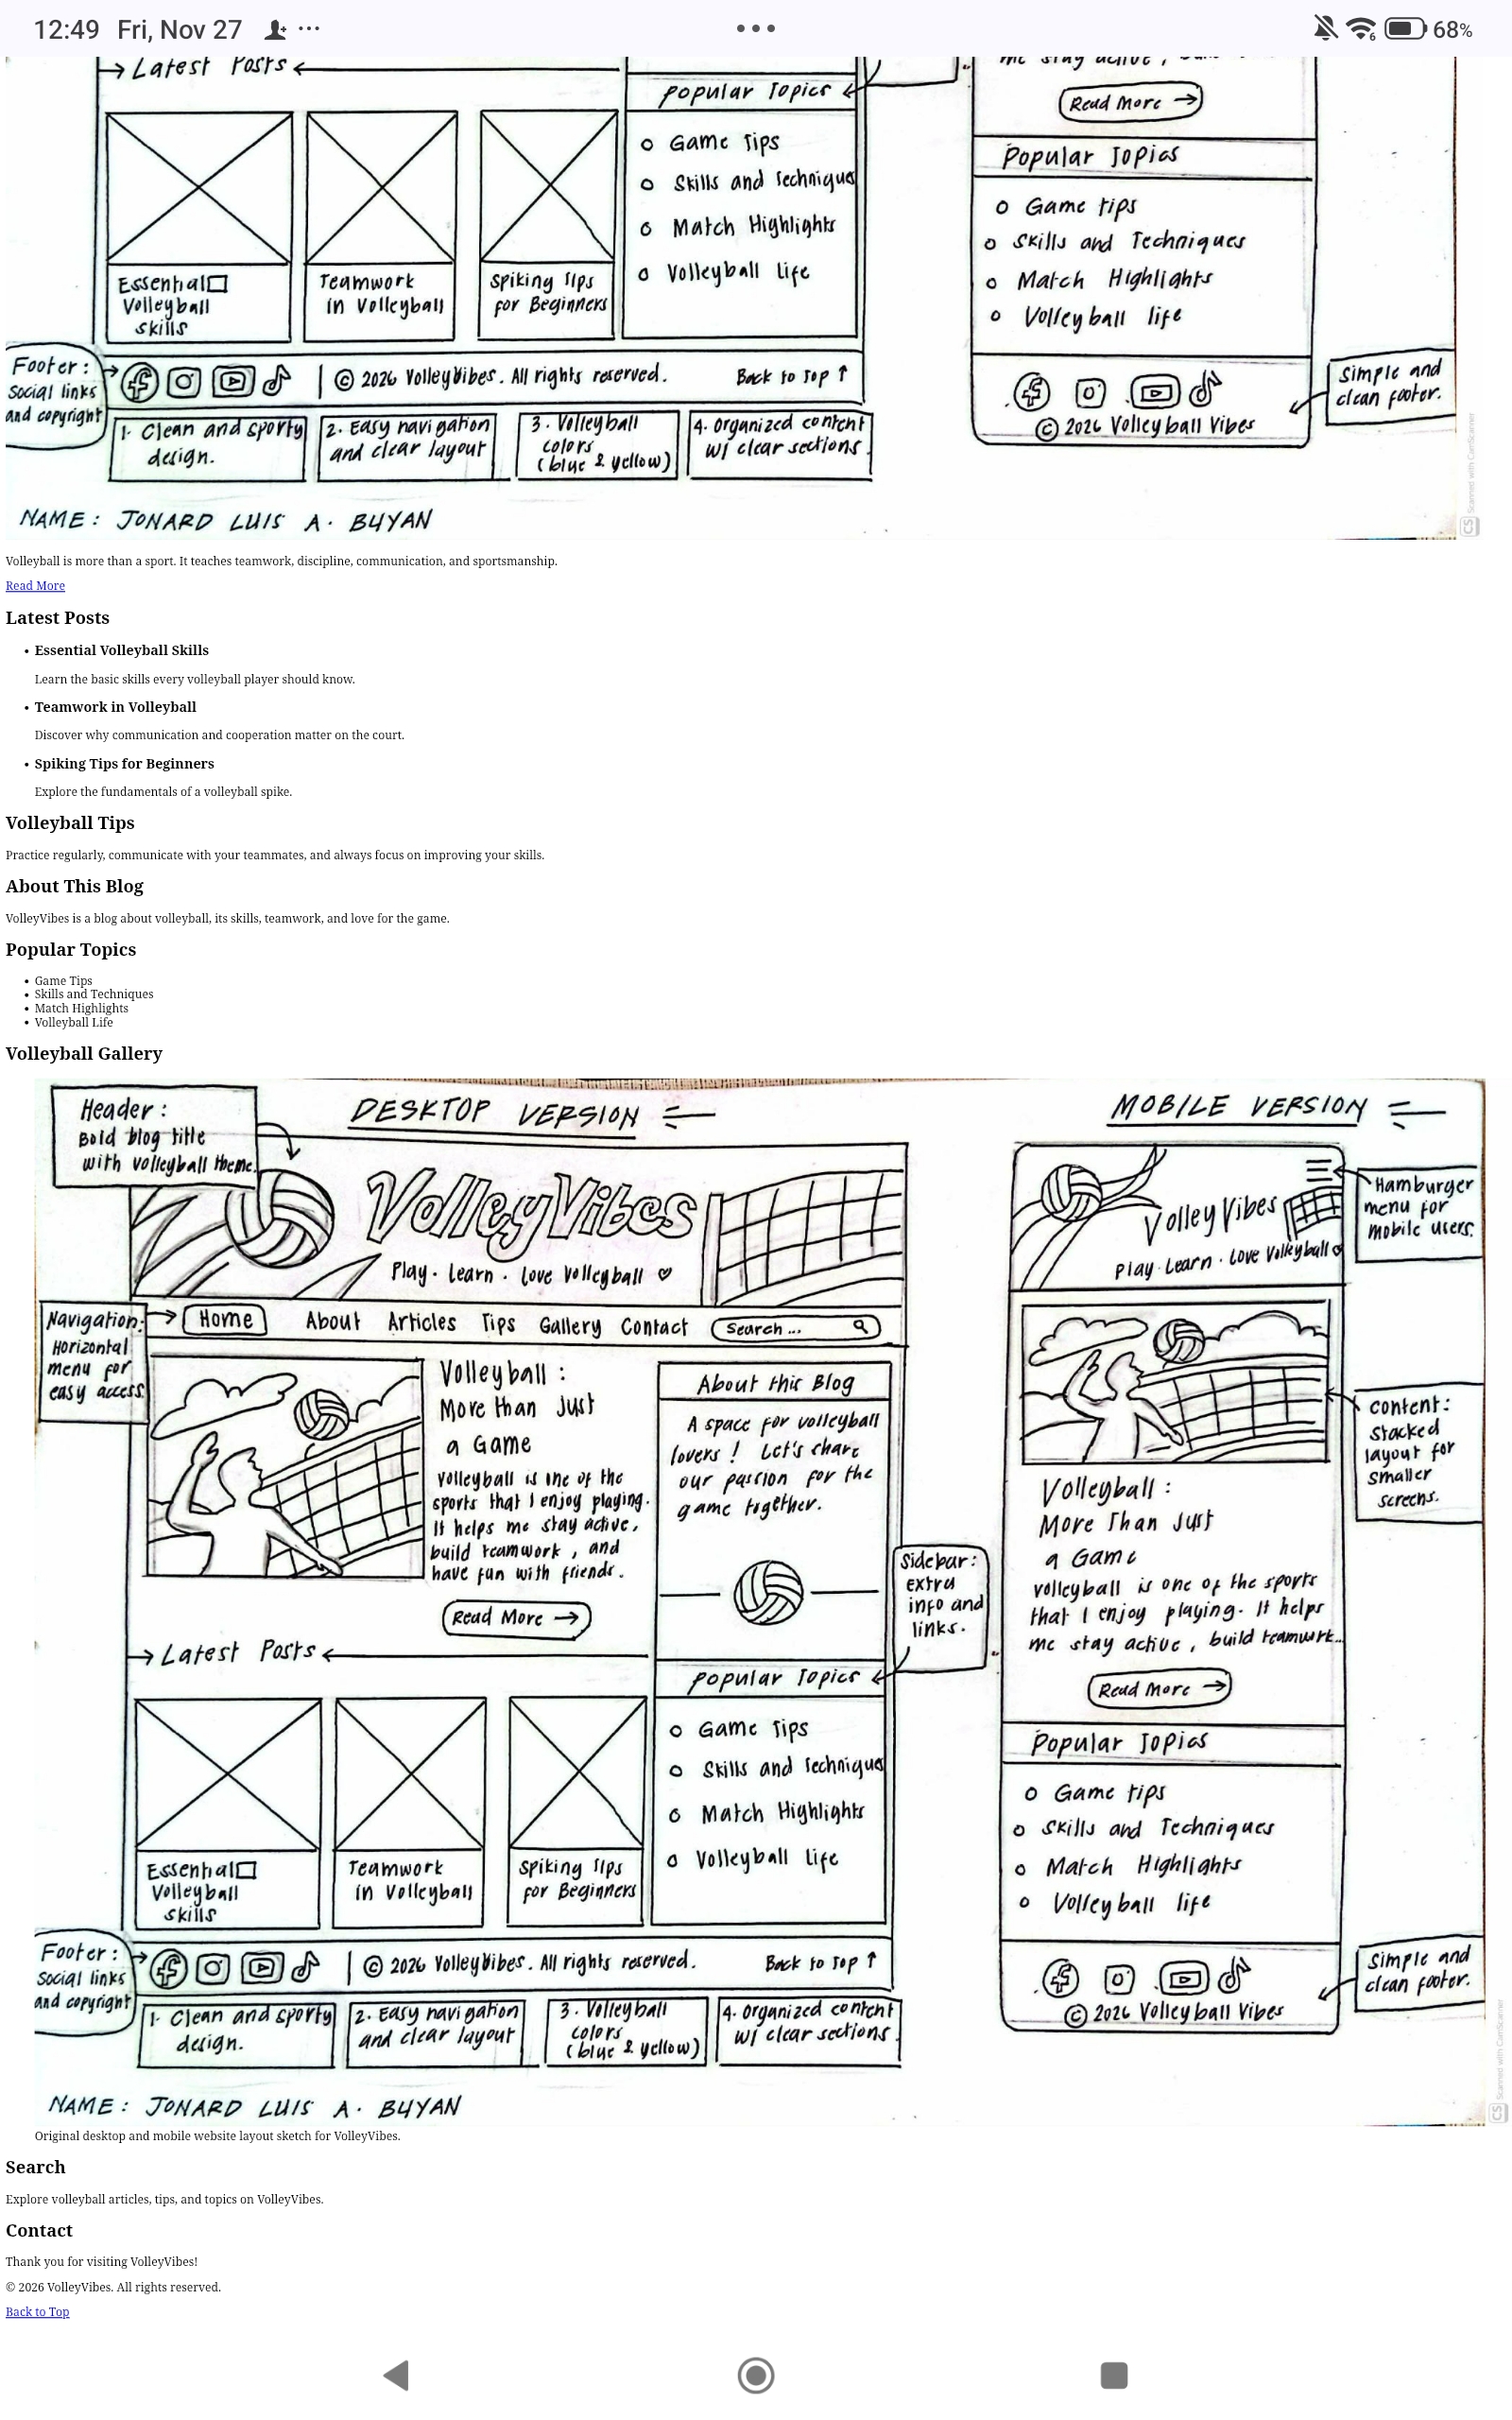 12:49 Fri, Nov 27
68%
Latest Posts
Popular Topics
Game Tips
Skills and Techniques
Match Highlights
Volleyball Life
Essential
Volleyball
skills
Teamwork
in Volleyball
Spiking Tips
for Beginners
me stay active,
Read More
Popular Topics
Game tips
Skills and Techniques
Match Highlights
Volleyball life
Footer:
Social links
and copyright
© 2026 VolleyVibes. All rights reserved.
Back to Top ↑
1. Clean and sporty
design.
2. Easy navigation
and clear layout
3. Volleyball
colors
(blue & yellow)
4. Organized content
w/ clear sections.
© 2026 Volleyball Vibes
Simple and
clean footer.
CS Scanned with CamScanner
NAME: JONARD LUIS A. BUYAN
Volleyball is more than a sport. It teaches teamwork, discipline, communication, and sportsmanship.
Read More
Latest Posts
• Essential Volleyball Skills
Learn the basic skills every volleyball player should know.
• Teamwork in Volleyball
Discover why communication and cooperation matter on the court.
• Spiking Tips for Beginners
Explore the fundamentals of a volleyball spike.
Volleyball Tips
Practice regularly, communicate with your teammates, and always focus on improving your skills.
About This Blog
VolleyVibes is a blog about volleyball, its skills, teamwork, and love for the game.
Popular Topics
• Game Tips
• Skills and Techniques
• Match Highlights
• Volleyball Life
Volleyball Gallery
Header:
Bold blog title
with volleyball theme.
DESKTOP VERSION
VolleyVibes
Play. Learn. Love Volleyball ♡
Navigation:
Horizontal
menu for
easy access.
Home About Articles Tips Gallery Contact Search...
Volleyball:
More than Just
a Game
volleyball is one of the
sports that I enjoy playing.
It helps me stay active,
build teamwork, and
have fun with friends.
Read More →
About this Blog
A space for volleyball
lovers! Let's share
our passion for the
game together.
Sidebar:
extra
info and
links.
Latest Posts
Popular Topics
Game Tips
Skills and Techniques
Match Highlights
Volleyball Life
Essential
Volleyball
skills
Teamwork
in Volleyball
Spiking Tips
for Beginners
Footer:
Social links
and copyright
© 2026 VolleyVibes. All rights reserved.
Back to Top ↑
1. Clean and sporty
design.
2. Easy navigation
and clear layout
3. Volleyball
colors
(blue & yellow)
4. Organized content
w/ clear sections.
MOBILE VERSION
VolleyVibes
Play. Learn. Love Volleyball ♡
Hamburger
menu for
mobile users.
content:
stacked
layout for
smaller
screens.
Volleyball:
More Than Just
a Game
volleyball is one of the sports
that I enjoy playing. It helps
me stay active, build teamwork...
Read More →
Popular Topics
Game tips
Skills and Techniques
Match Highlights
Volleyball life
© 2026 Volleyball Vibes
Simple and
clean footer.
CS Scanned with CamScanner
NAME: JONARD LUIS A. BUYAN
Original desktop and mobile website layout sketch for VolleyVibes.
Search
Explore volleyball articles, tips, and topics on VolleyVibes.
Contact
Thank you for visiting VolleyVibes!
© 2026 VolleyVibes. All rights reserved.
Back to Top